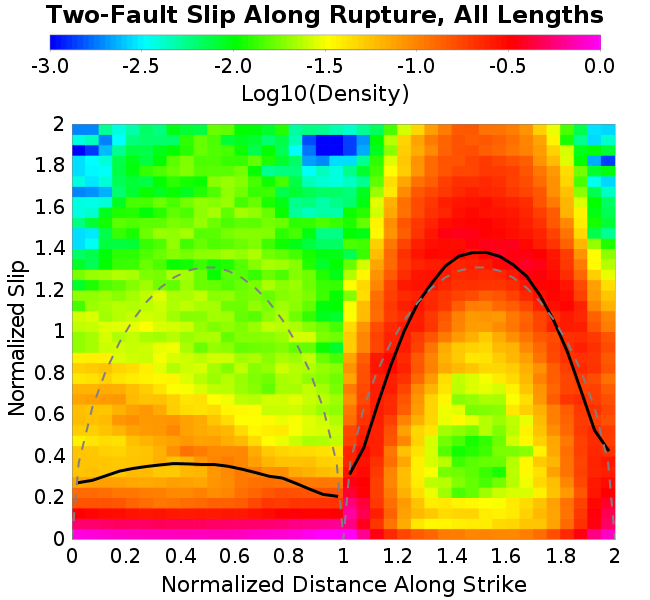 Two-Fault Slip Along Rupture, All Lengths
-3.0 -2.5 -2.0 -1.5 -1.0 -0.5 0.0
Log10(Density)
2
1.8
1.6
1.4
1.2
1
0.8
0.6
0.4
0.2
0
Normalized Slip
0 0.2 0.4 0.6 0.8 1 1.2 1.4 1.6 1.8 2
Normalized Distance Along Strike